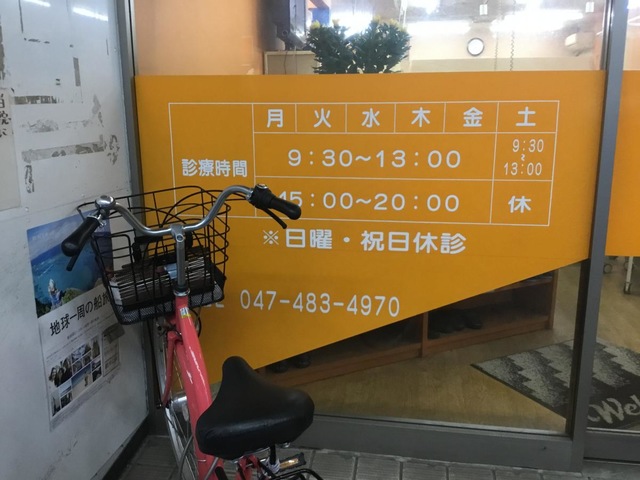 月 火 水 木 金 土
診療時間
9:30～13:00
9:30
～
13:00
15:00～20:00
休
※日曜・祝日休診
047-483-4970
地球一周の船旅
Wel